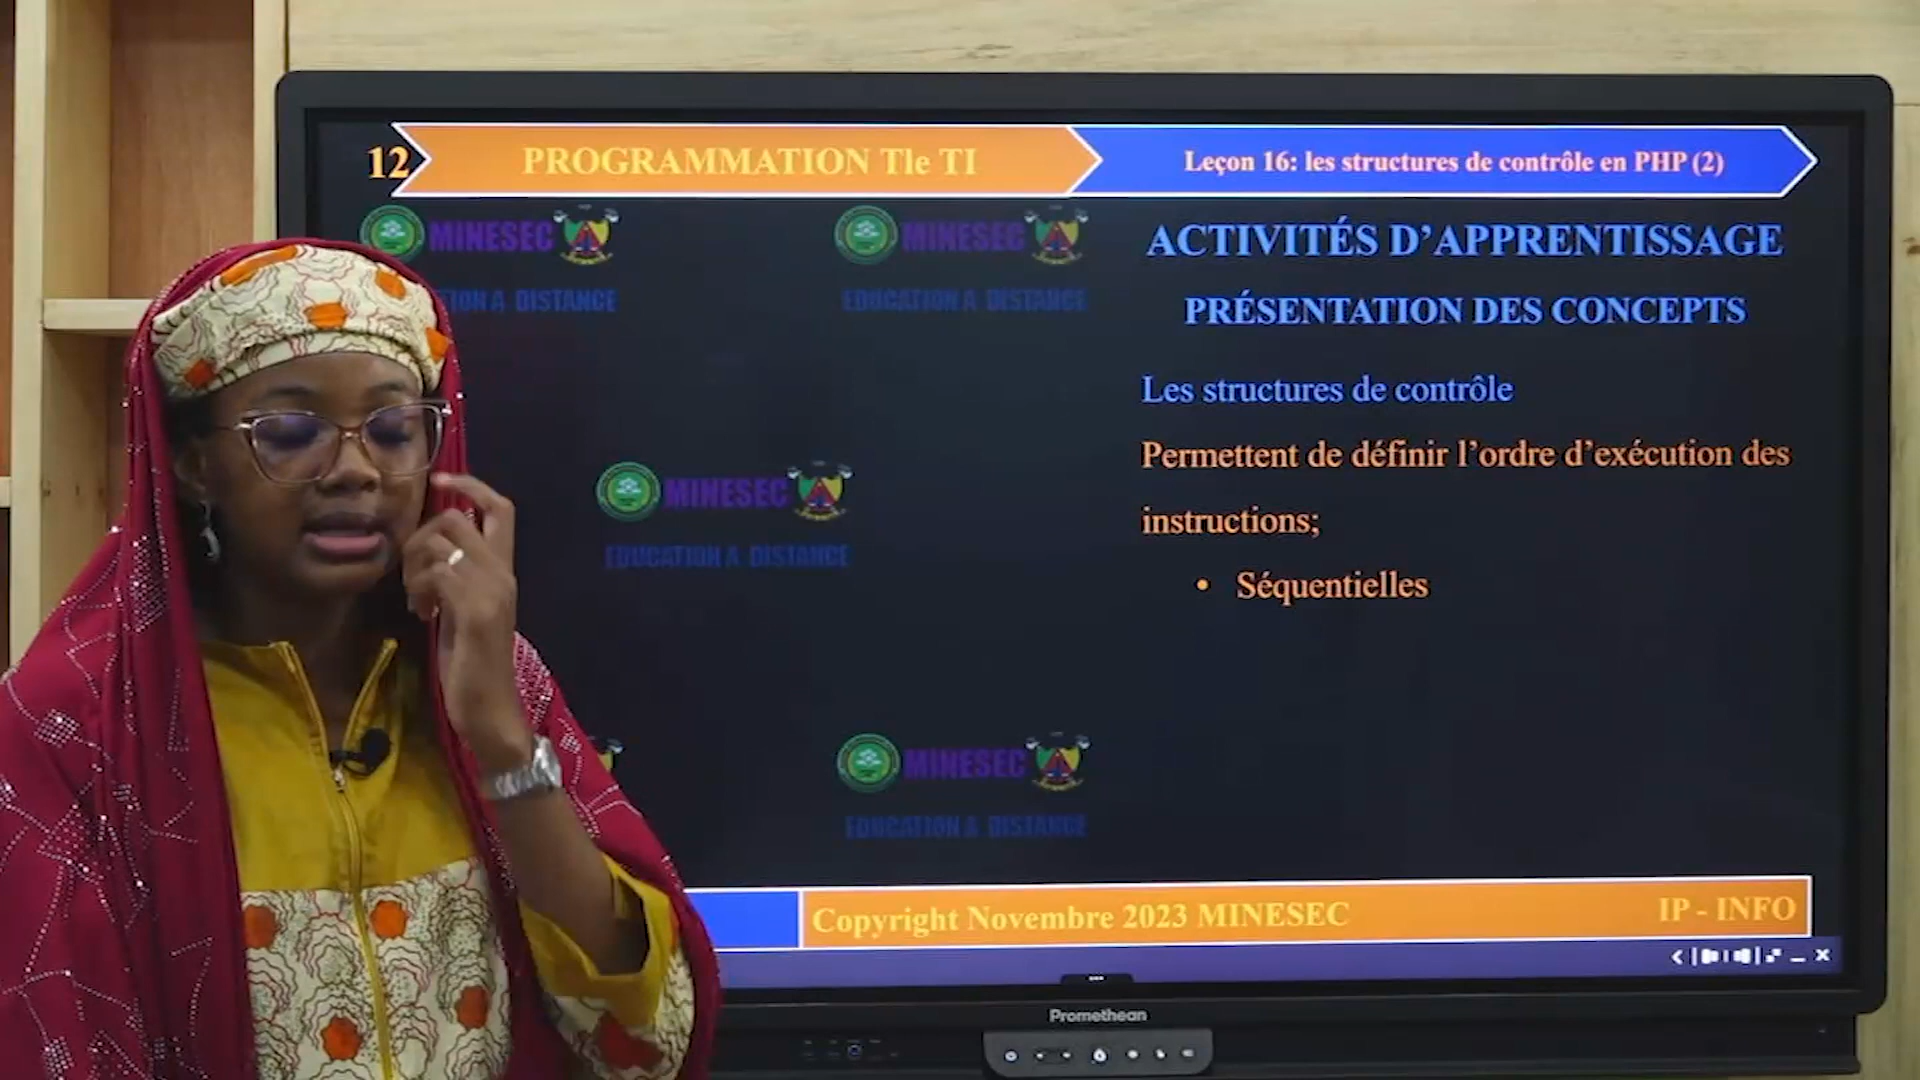 12
PROGRAMMATION Tle TI
Leçon 16: les structures de contrôle en PHP (2)
MINESEC
MINESEC
EDUCATION A DISTANCE
ACTIVITÉS D’APPRENTISSAGE
PRÉSENTATION DES CONCEPTS
Les structures de contrôle
Permettent de définir l’ordre d’exécution des
instructions;
• Séquentielles
MINESEC
EDUCATION A DISTANCE
MINESEC
EDUCATION A DISTANCE
Copyright Novembre 2023 MINESEC
IP - INFO
Promethean